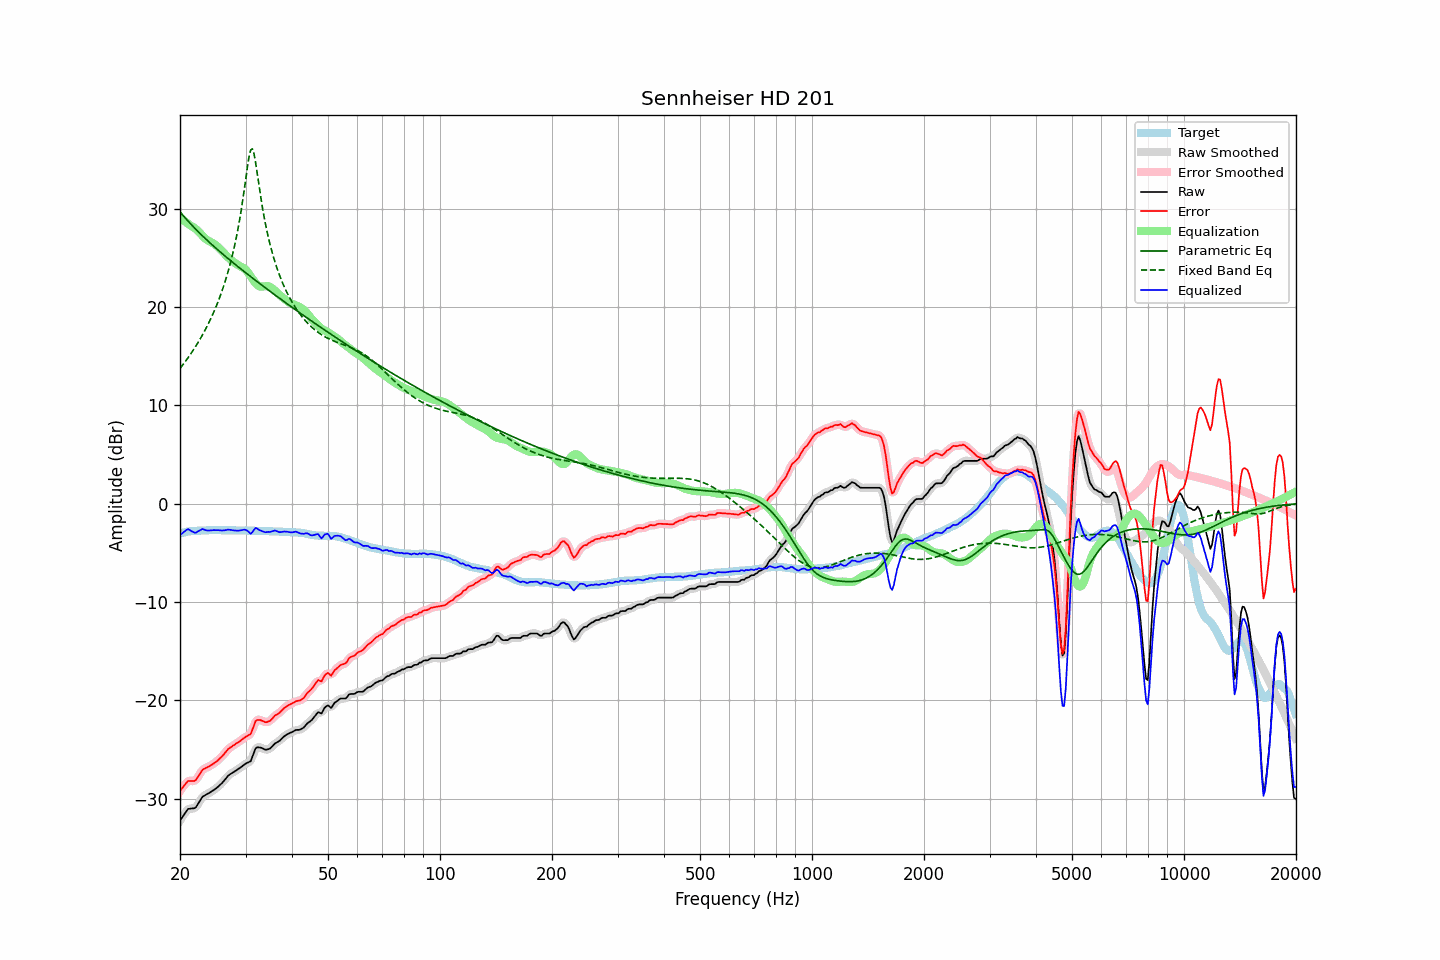 Sennheiser HD 201
Target
Raw Smoothed
Error Smoothed
Raw
Error
Equalization
Parametric Eq
Fixed Band Eq
Equalized
30
20
10
0
−10
−20
−30
Amplitude (dBr)
20
50
100
200
500
1000
2000
5000
10000
20000
Frequency (Hz)